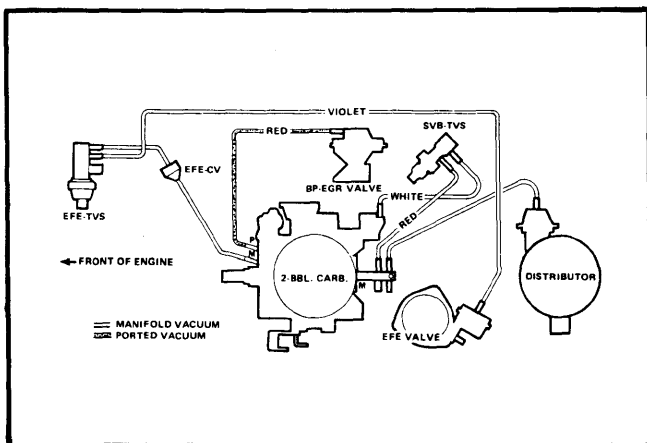 VIOLET
RED
SVB-TVS
EFE-CV
BP-EGR VALVE
WHITE
EFE-TVS
RED
P
M
← FRONT OF ENGINE
2-BBL. CARB.
M
DISTRIBUTOR
EFE VALVE
MANIFOLD VACUUM
PORTED VACUUM